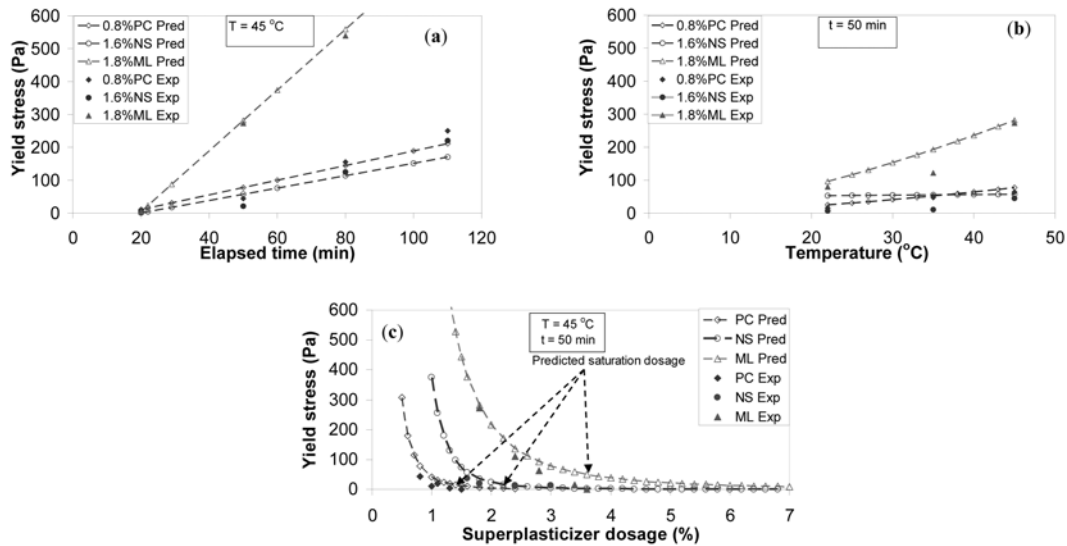 (a)
T = 45 °C
0.8%PC Pred
1.6%NS Pred
1.8%ML Pred
0.8%PC Exp
1.6%NS Exp
1.8%ML Exp
Yield stress (Pa)
600
500
400
300
200
100
0
0 20 40 60 80 100 120
Elapsed time (min)
(b)
t = 50 min
0.8%PC Pred
1.6%NS Pred
1.8%ML Pred
0.8%PC Exp
1.6%NS Exp
1.8%ML Exp
Yield stress (Pa)
600
500
400
300
200
100
0
0 10 20 30 40 50
Temperature (°C)
(c)
T = 45 °C
t = 50 min
Predicted saturation dosage
PC Pred
NS Pred
ML Pred
PC Exp
NS Exp
ML Exp
Yield stress (Pa)
600
500
400
300
200
100
0
0 1 2 3 4 5 6 7
Superplasticizer dosage (%)